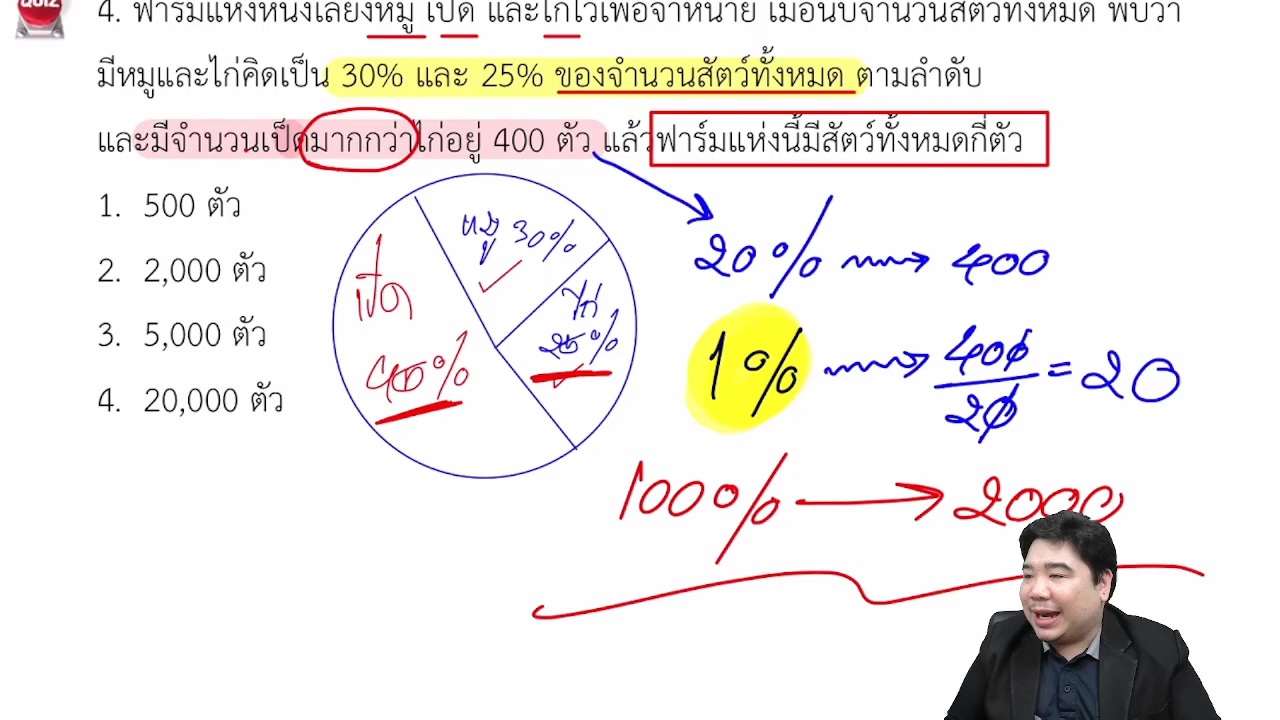 QUIZ
4. ฟาร์มแห่งหนึ่งเลี้ยงหมู เป็ด และไก่ไว้เพื่อจำหน่าย เมื่อนับจำนวนสัตว์ทั้งหมด พบว่า
มีหมูและไก่คิดเป็น 30% และ 25% ของจำนวนสัตว์ทั้งหมด ตามลำดับ
และมีจำนวนเป็ดมากกว่าไก่อยู่ 400 ตัว แล้วฟาร์มแห่งนี้มีสัตว์ทั้งหมดกี่ตัว
1. 500 ตัว
2. 2,000 ตัว
3. 5,000 ตัว
4. 20,000 ตัว
หมู 30%
เป็ด
45%
ไก่
25%
20% → 400
1% → 400/20 = 20
100% → 2000